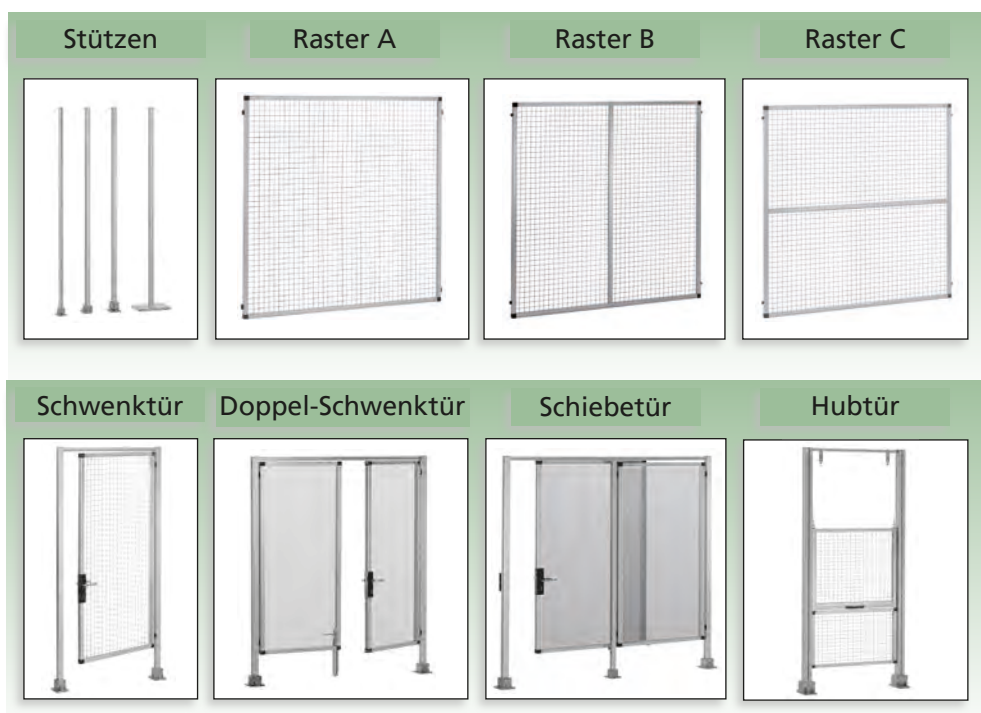 Stützen
Raster A
Raster B
Raster C
Schwenktür
Doppel-Schwenktür
Schiebetür
Hubtür